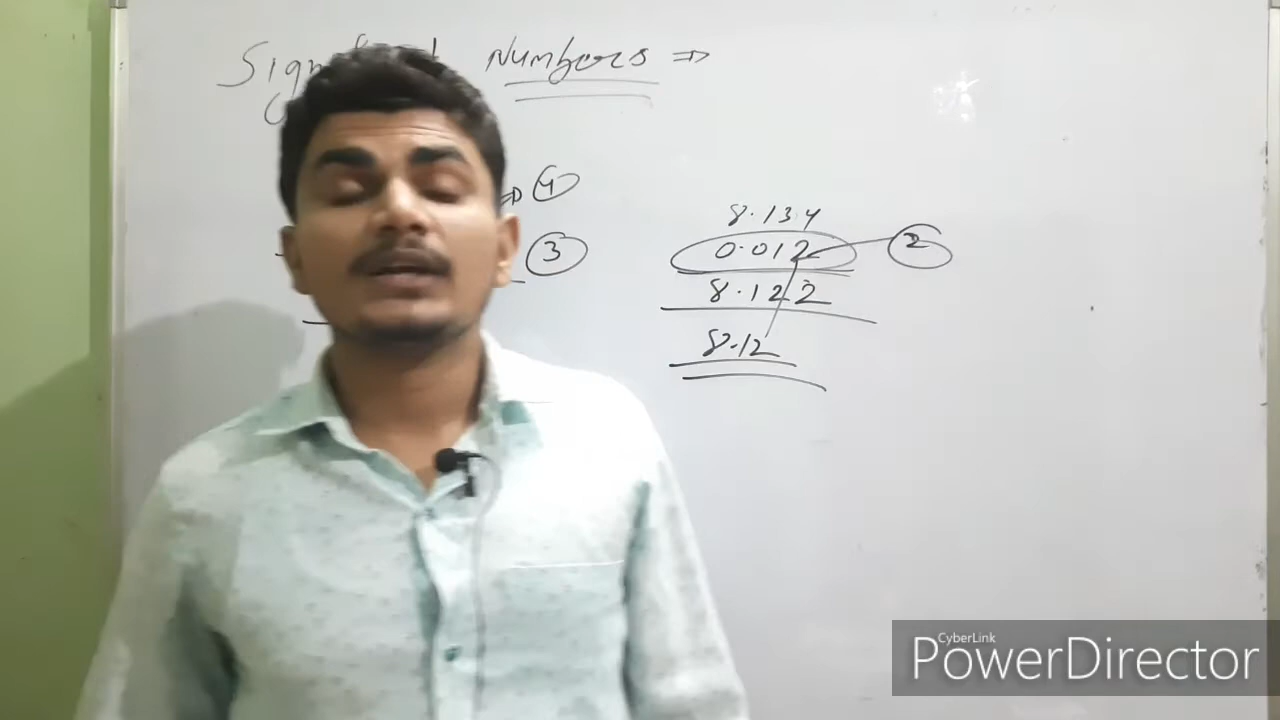 Numbers ⇒
⇒ 4
3
8.134
0.012 2
8.122
8.12
CyberLink
PowerDirector